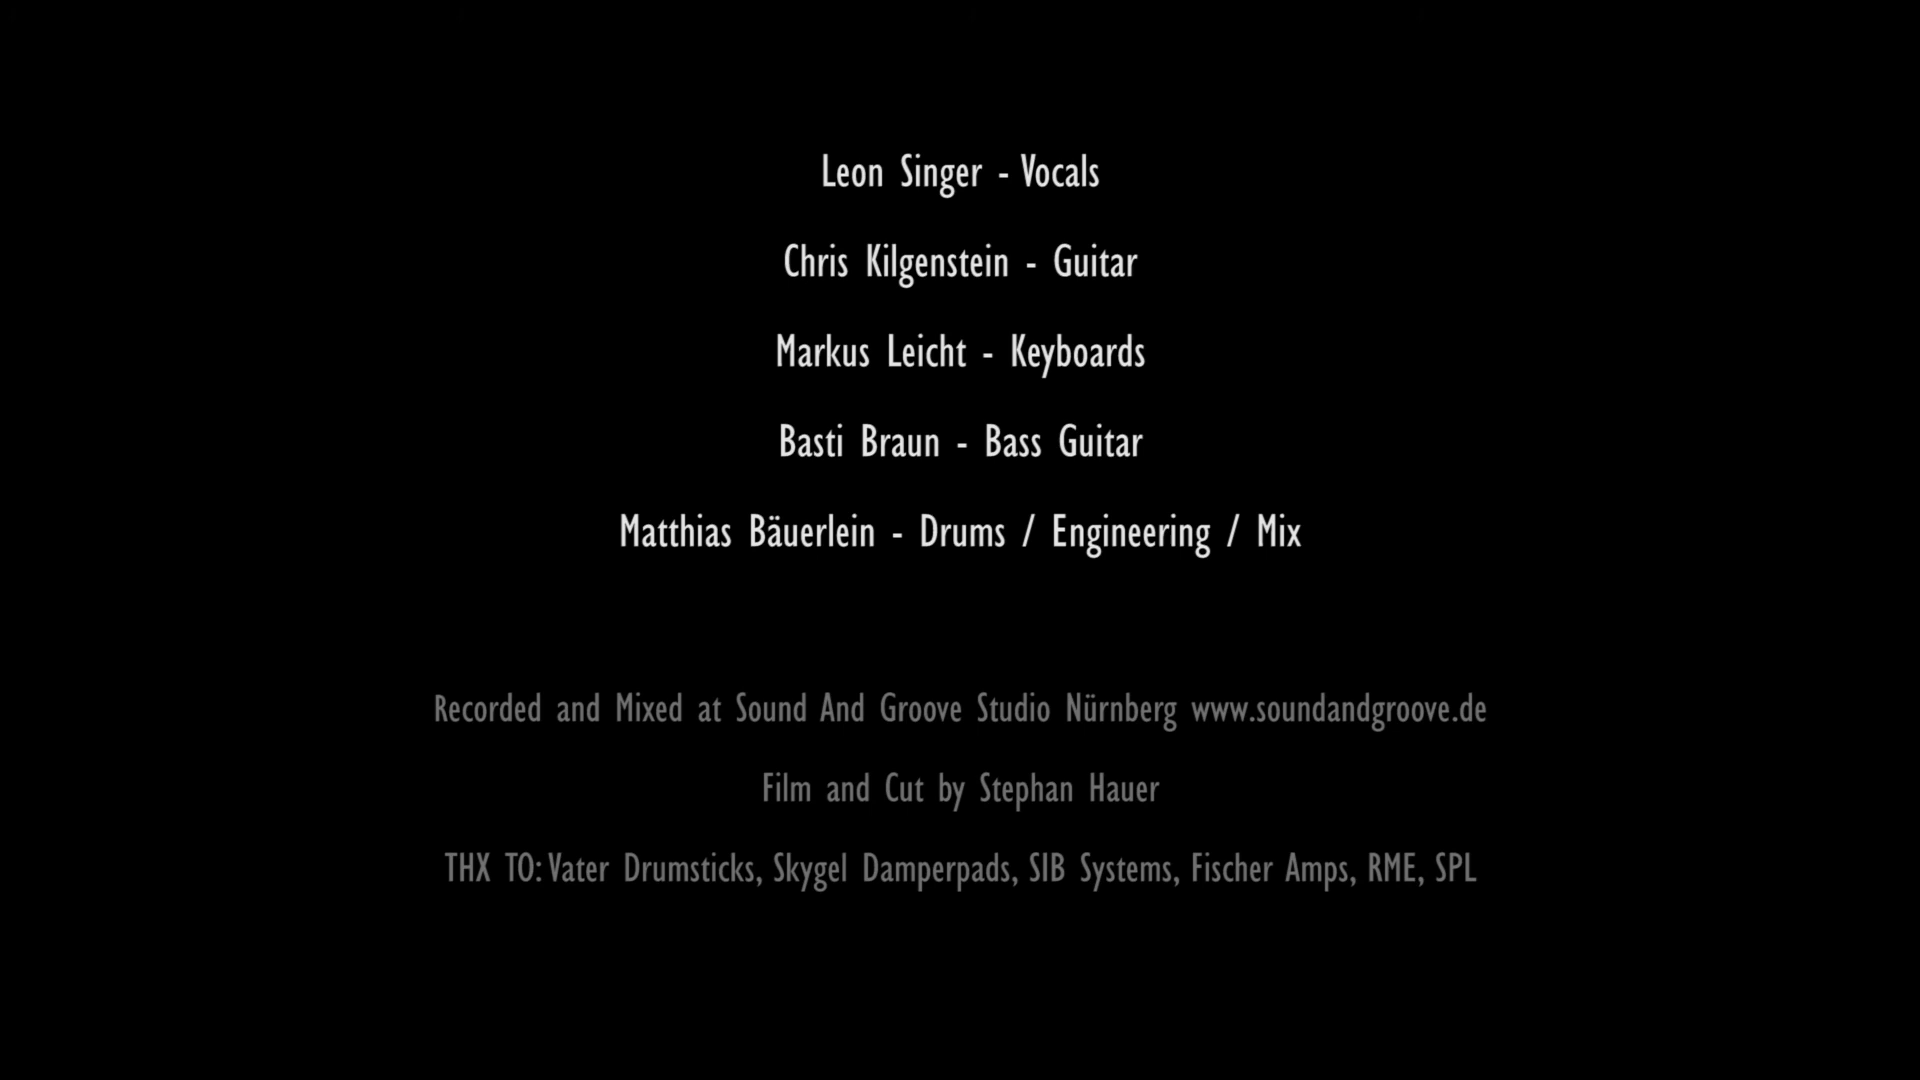 Leon Singer - Vocals
Chris Kilgenstein - Guitar
Markus Leicht - Keyboards
Basti Braun - Bass Guitar
Matthias Bäuerlein - Drums / Engineering / Mix
Recorded and Mixed at Sound And Groove Studio Nürnberg www.soundandgroove.de
Film and Cut by Stephan Hauer
THX TO: Vater Drumsticks, Skygel Damperpads, SIB Systems, Fischer Amps, RME, SPL